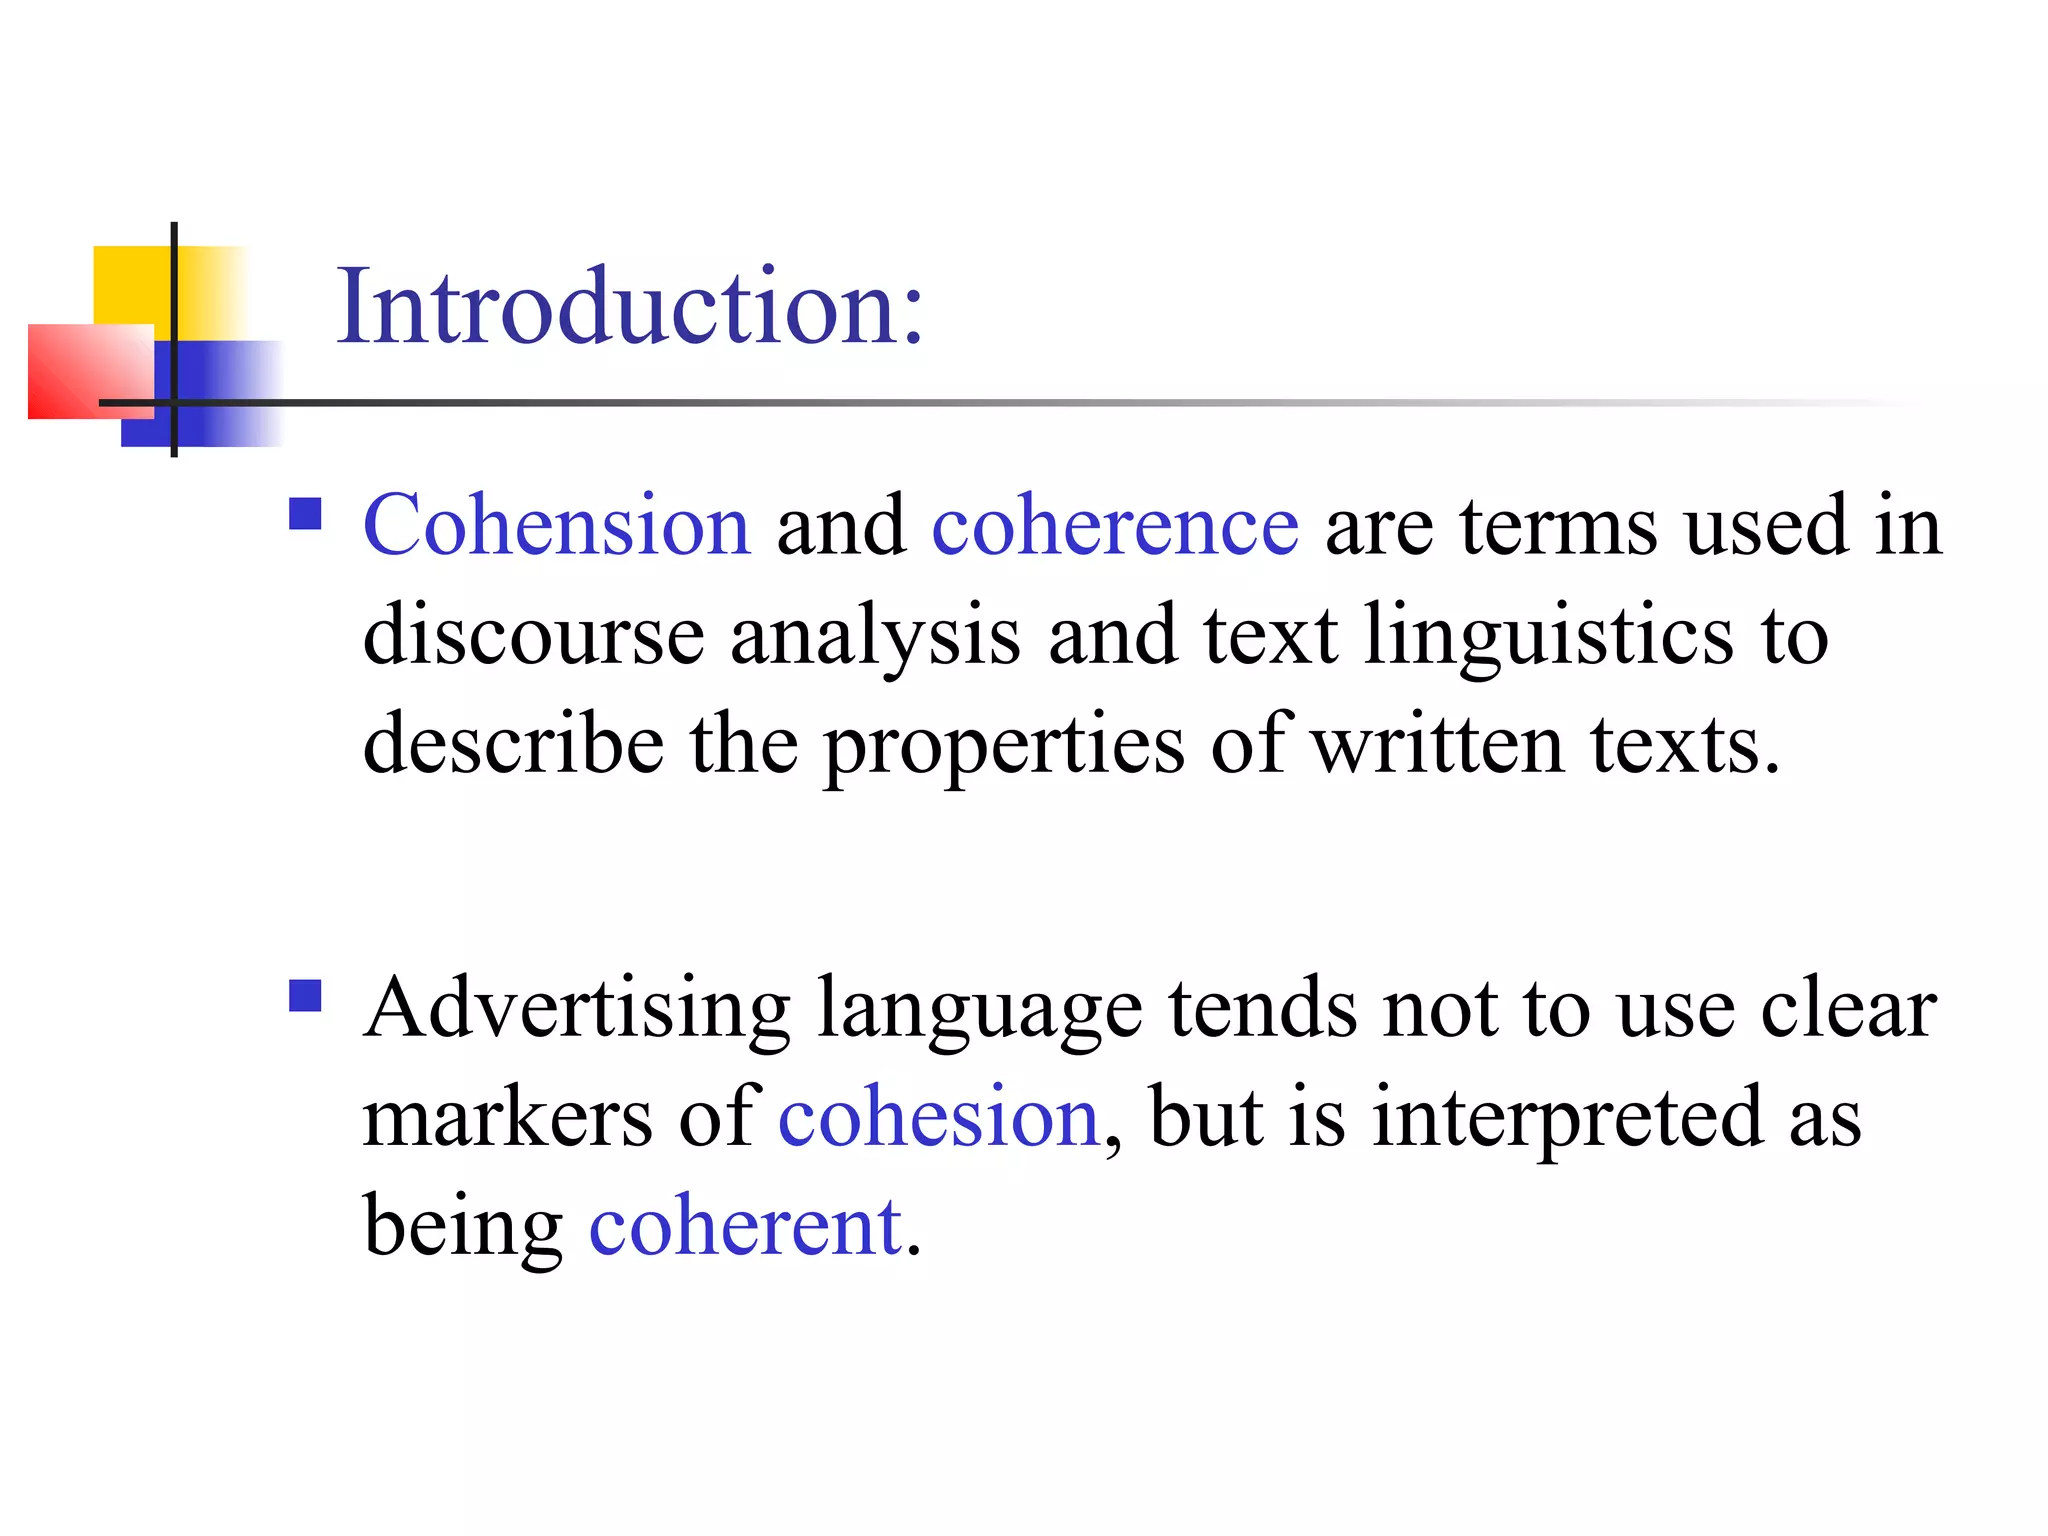 Introduction:
Cohension and coherence are terms used in
discourse analysis and text linguistics to
describe the properties of written texts.
Advertising language tends not to use clear
markers of cohesion, but is interpreted as
being coherent.